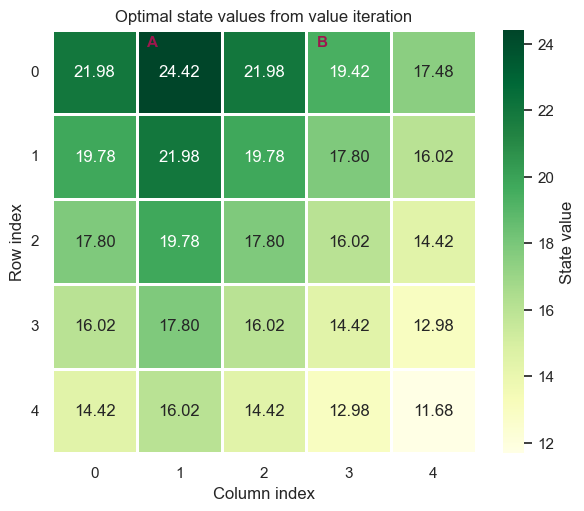 Optimal state values from value iteration
A B
0 21.98 24.42 21.98 19.42 17.48
1 19.78 21.98 19.78 17.80 16.02
2 17.80 19.78 17.80 16.02 14.42
3 16.02 17.80 16.02 14.42 12.98
4 14.42 16.02 14.42 12.98 11.68
0 1 2 3 4
Column index
Row index
24
22
20
18
16
14
12
State value